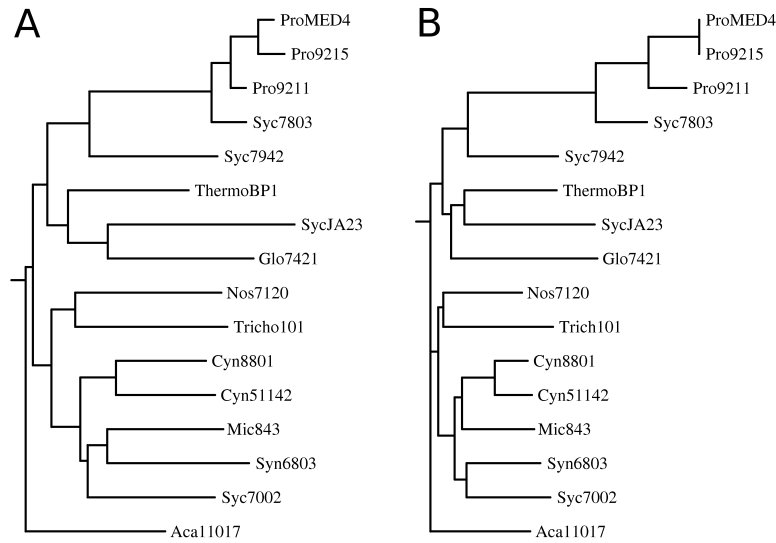 A
ProMED4
Pro9215
Pro9211
Syc7803
Syc7942
ThermoBP1
SycJA23
Glo7421
Nos7120
Tricho101
Cyn8801
Cyn51142
Mic843
Syn6803
Syc7002
Aca11017
B
ProMED4
Pro9215
Pro9211
Syc7803
Syc7942
ThermoBP1
SycJA23
Glo7421
Nos7120
Trich101
Cyn8801
Cyn51142
Mic843
Syn6803
Syc7002
Aca11017